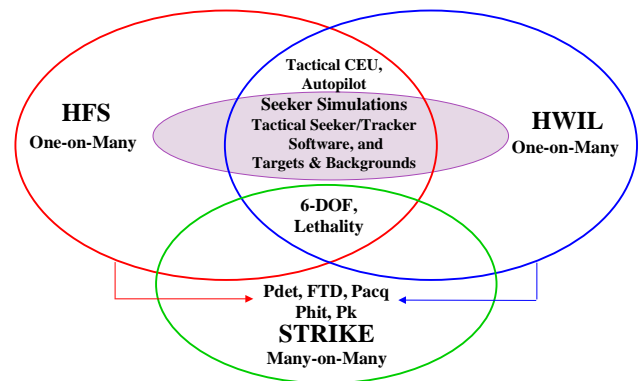 Tactical CEU,
Autopilot
HFS
One-on-Many
Seeker Simulations
Tactical Seeker/Tracker
Software, and
Targets & Backgrounds
HWIL
One-on-Many
6-DOF,
Lethality
Pdet, FTD, Pacq
Phit, Pk
STRIKE
Many-on-Many